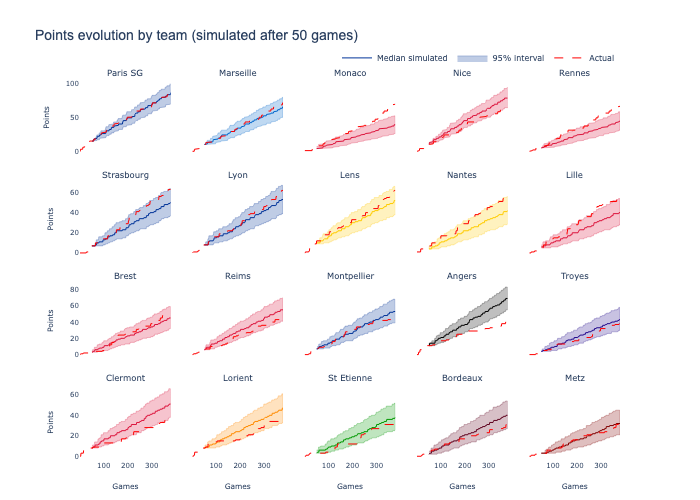 Points evolution by team (simulated after 50 games)
Median simulated 95% interval Actual
Paris SG Marseille Monaco Nice Rennes
100
50
0
Points
Strasbourg Lyon Lens Nantes Lille
60
40
20
0
Points
Brest Reims Montpellier Angers Troyes
80
60
40
20
0
Points
Clermont Lorient St Etienne Bordeaux Metz
60
40
20
0
Points
100 200 300 100 200 300 100 200 300 100 200 300 100 200 300
Games Games Games Games Games